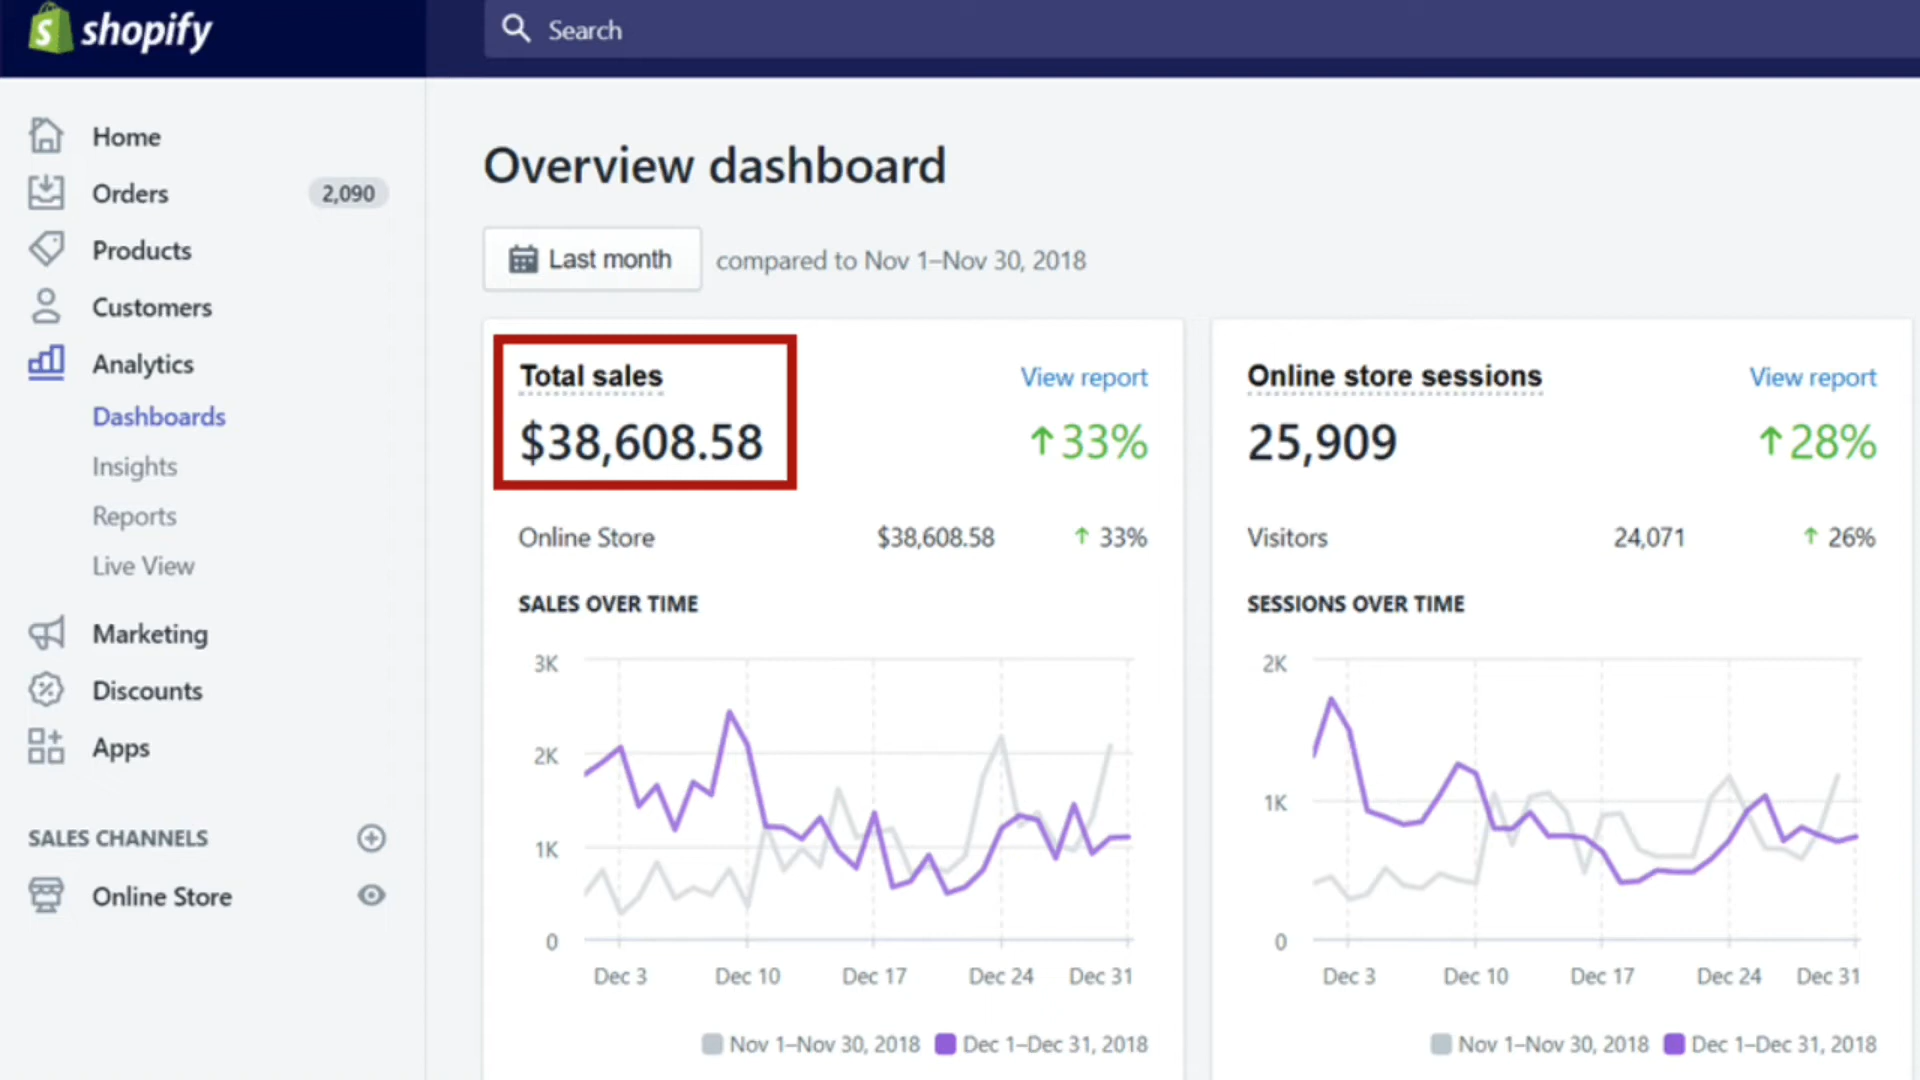 shopify
Search
Home
Orders 2,090
Products
Customers
Analytics
Dashboards
Insights
Reports
Live View
Marketing
Discounts
Apps
SALES CHANNELS
Online Store
Overview dashboard
Last month compared to Nov 1–Nov 30, 2018
Total sales View report
$38,608.58 ↑33%
Online Store $38,608.58 ↑ 33%
SALES OVER TIME
3K
2K
1K
0
Dec 3 Dec 10 Dec 17 Dec 24 Dec 31
Nov 1–Nov 30, 2018 Dec 1–Dec 31, 2018
Online store sessions View report
25,909 ↑28%
Visitors 24,071 ↑ 26%
SESSIONS OVER TIME
2K
1K
0
Dec 3 Dec 10 Dec 17 Dec 24 Dec 31
Nov 1–Nov 30, 2018 Dec 1–Dec 31, 2018